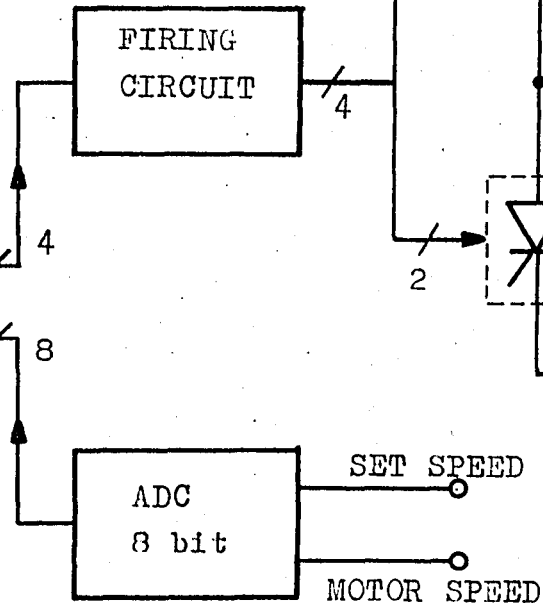 FIRING
CIRCUIT
4
4
2
8
SET SPEED
ADC
8 bit
MOTOR SPEED